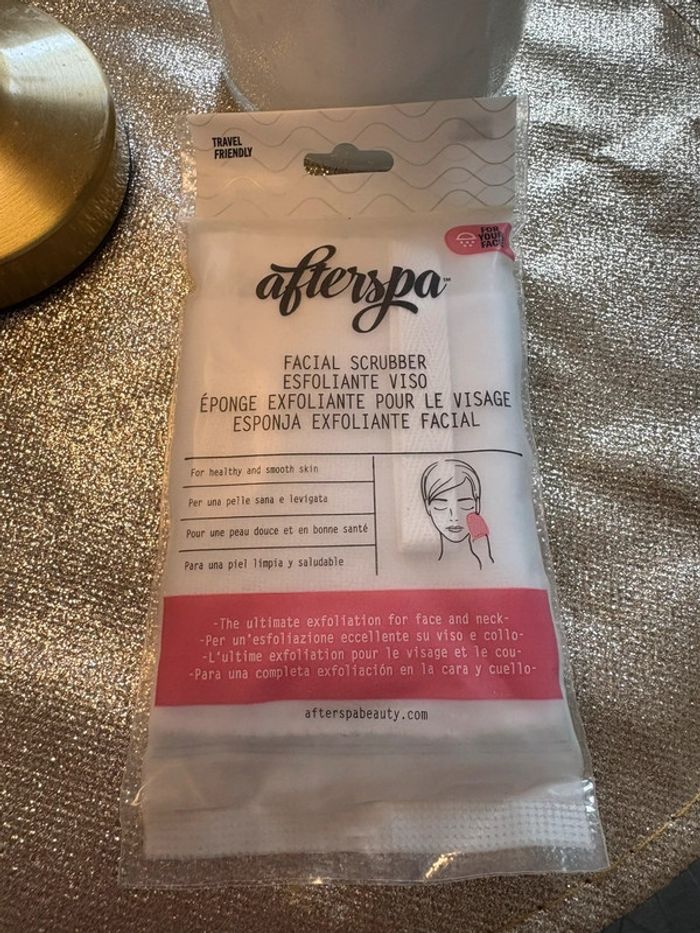 TRAVEL
FRIENDLY
FOR
YOUR
FACE
afterspa™
FACIAL SCRUBBER
ESFOLIANTE VISO
ÉPONGE EXFOLIANTE POUR LE VISAGE
ESPONJA EXFOLIANTE FACIAL
For healthy and smooth skin
Per una pelle sana e levigata
Pour une peau douce et en bonne santé
Para una piel limpia y saludable
-The ultimate exfoliation for face and neck-
-Per un'esfoliazione eccellente su viso e collo-
-L'ultime exfoliation pour le visage et le cou-
-Para una completa exfoliación en la cara y cuello-
afterspabeauty.com